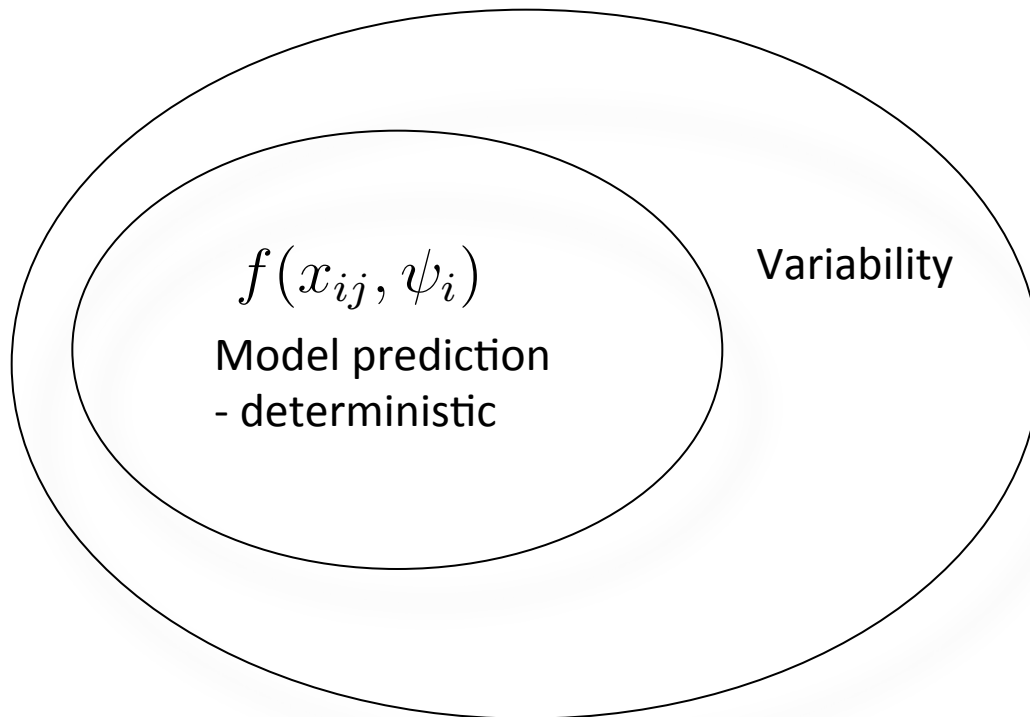 f(x_{ij}, ψ_i)
Variability
Model prediction
- deterministic